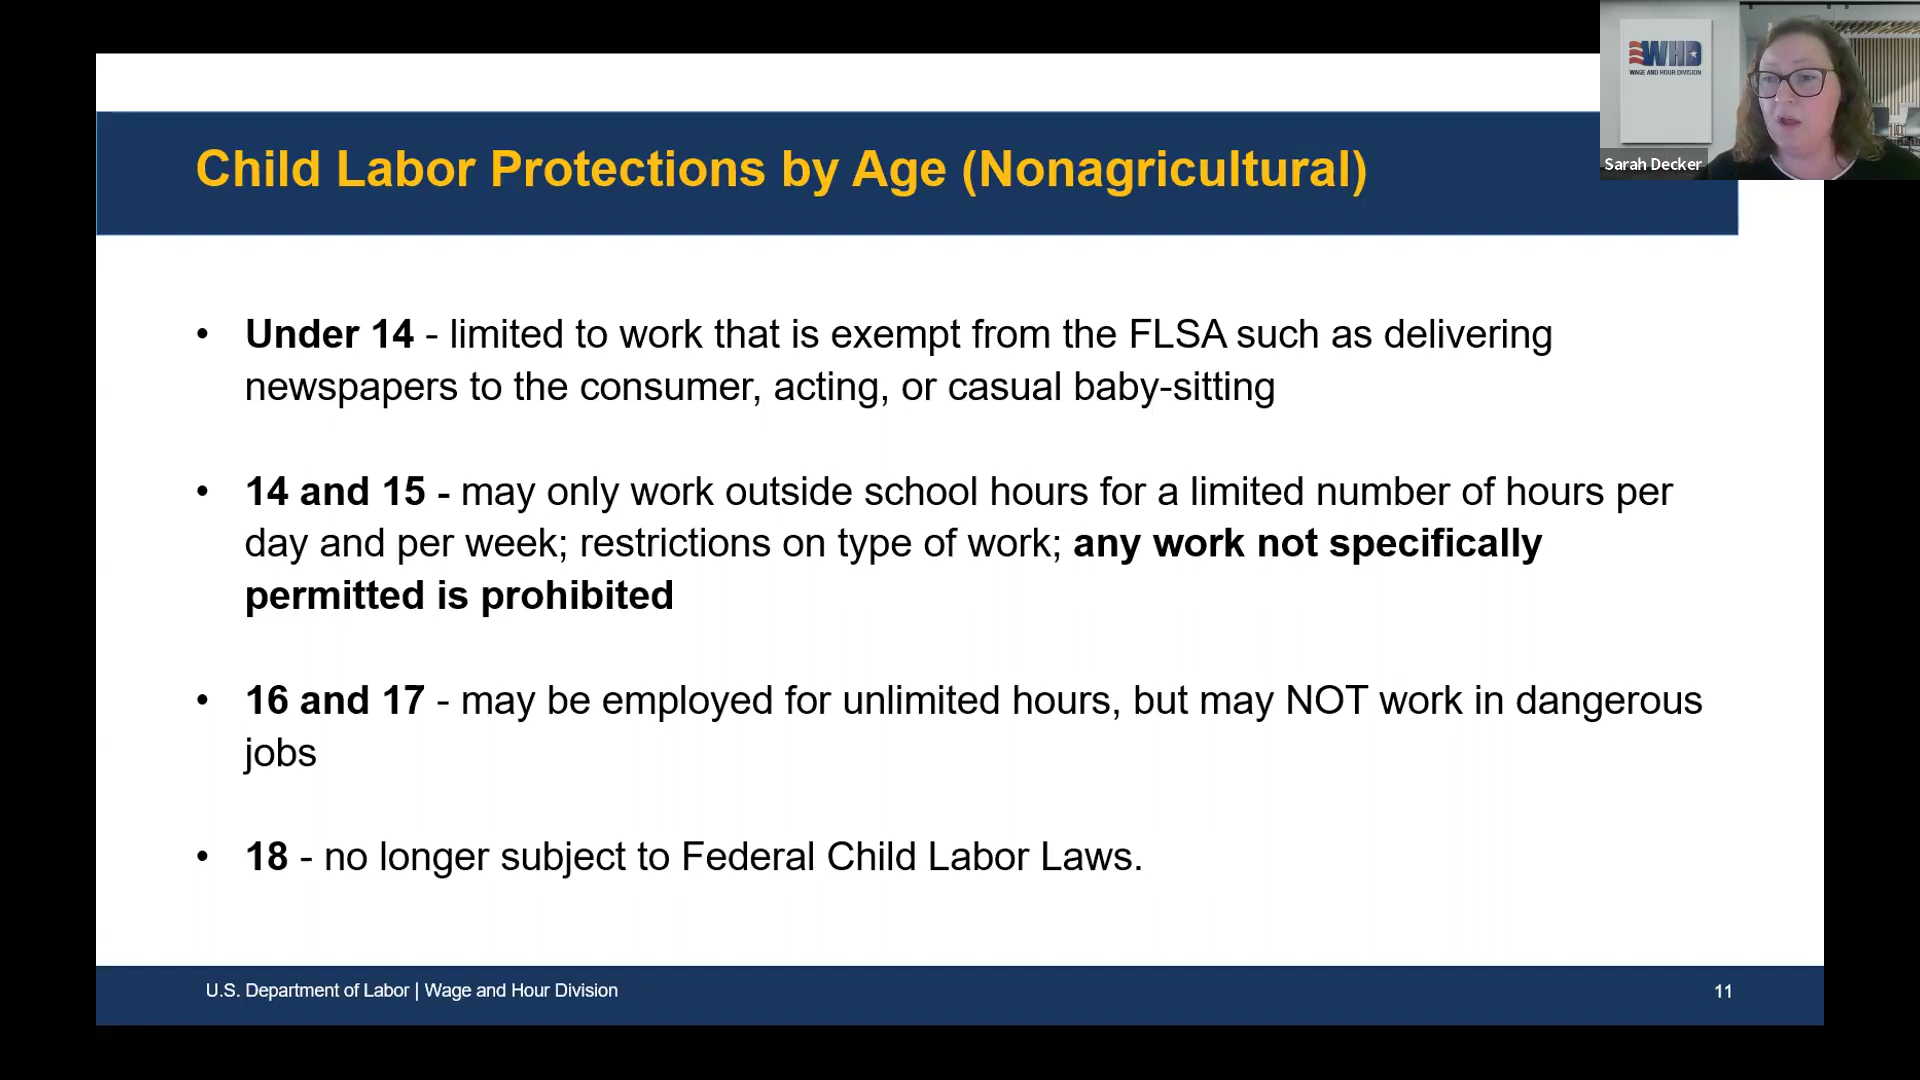 WHD
WAGE AND HOUR DIVISION
Sarah Decker
Child Labor Protections by Age (Nonagricultural)
• Under 14 - limited to work that is exempt from the FLSA such as delivering
newspapers to the consumer, acting, or casual baby-sitting
• 14 and 15 - may only work outside school hours for a limited number of hours per
day and per week; restrictions on type of work; any work not specifically
permitted is prohibited
• 16 and 17 - may be employed for unlimited hours, but may NOT work in dangerous
jobs
• 18 - no longer subject to Federal Child Labor Laws.
U.S. Department of Labor | Wage and Hour Division
11